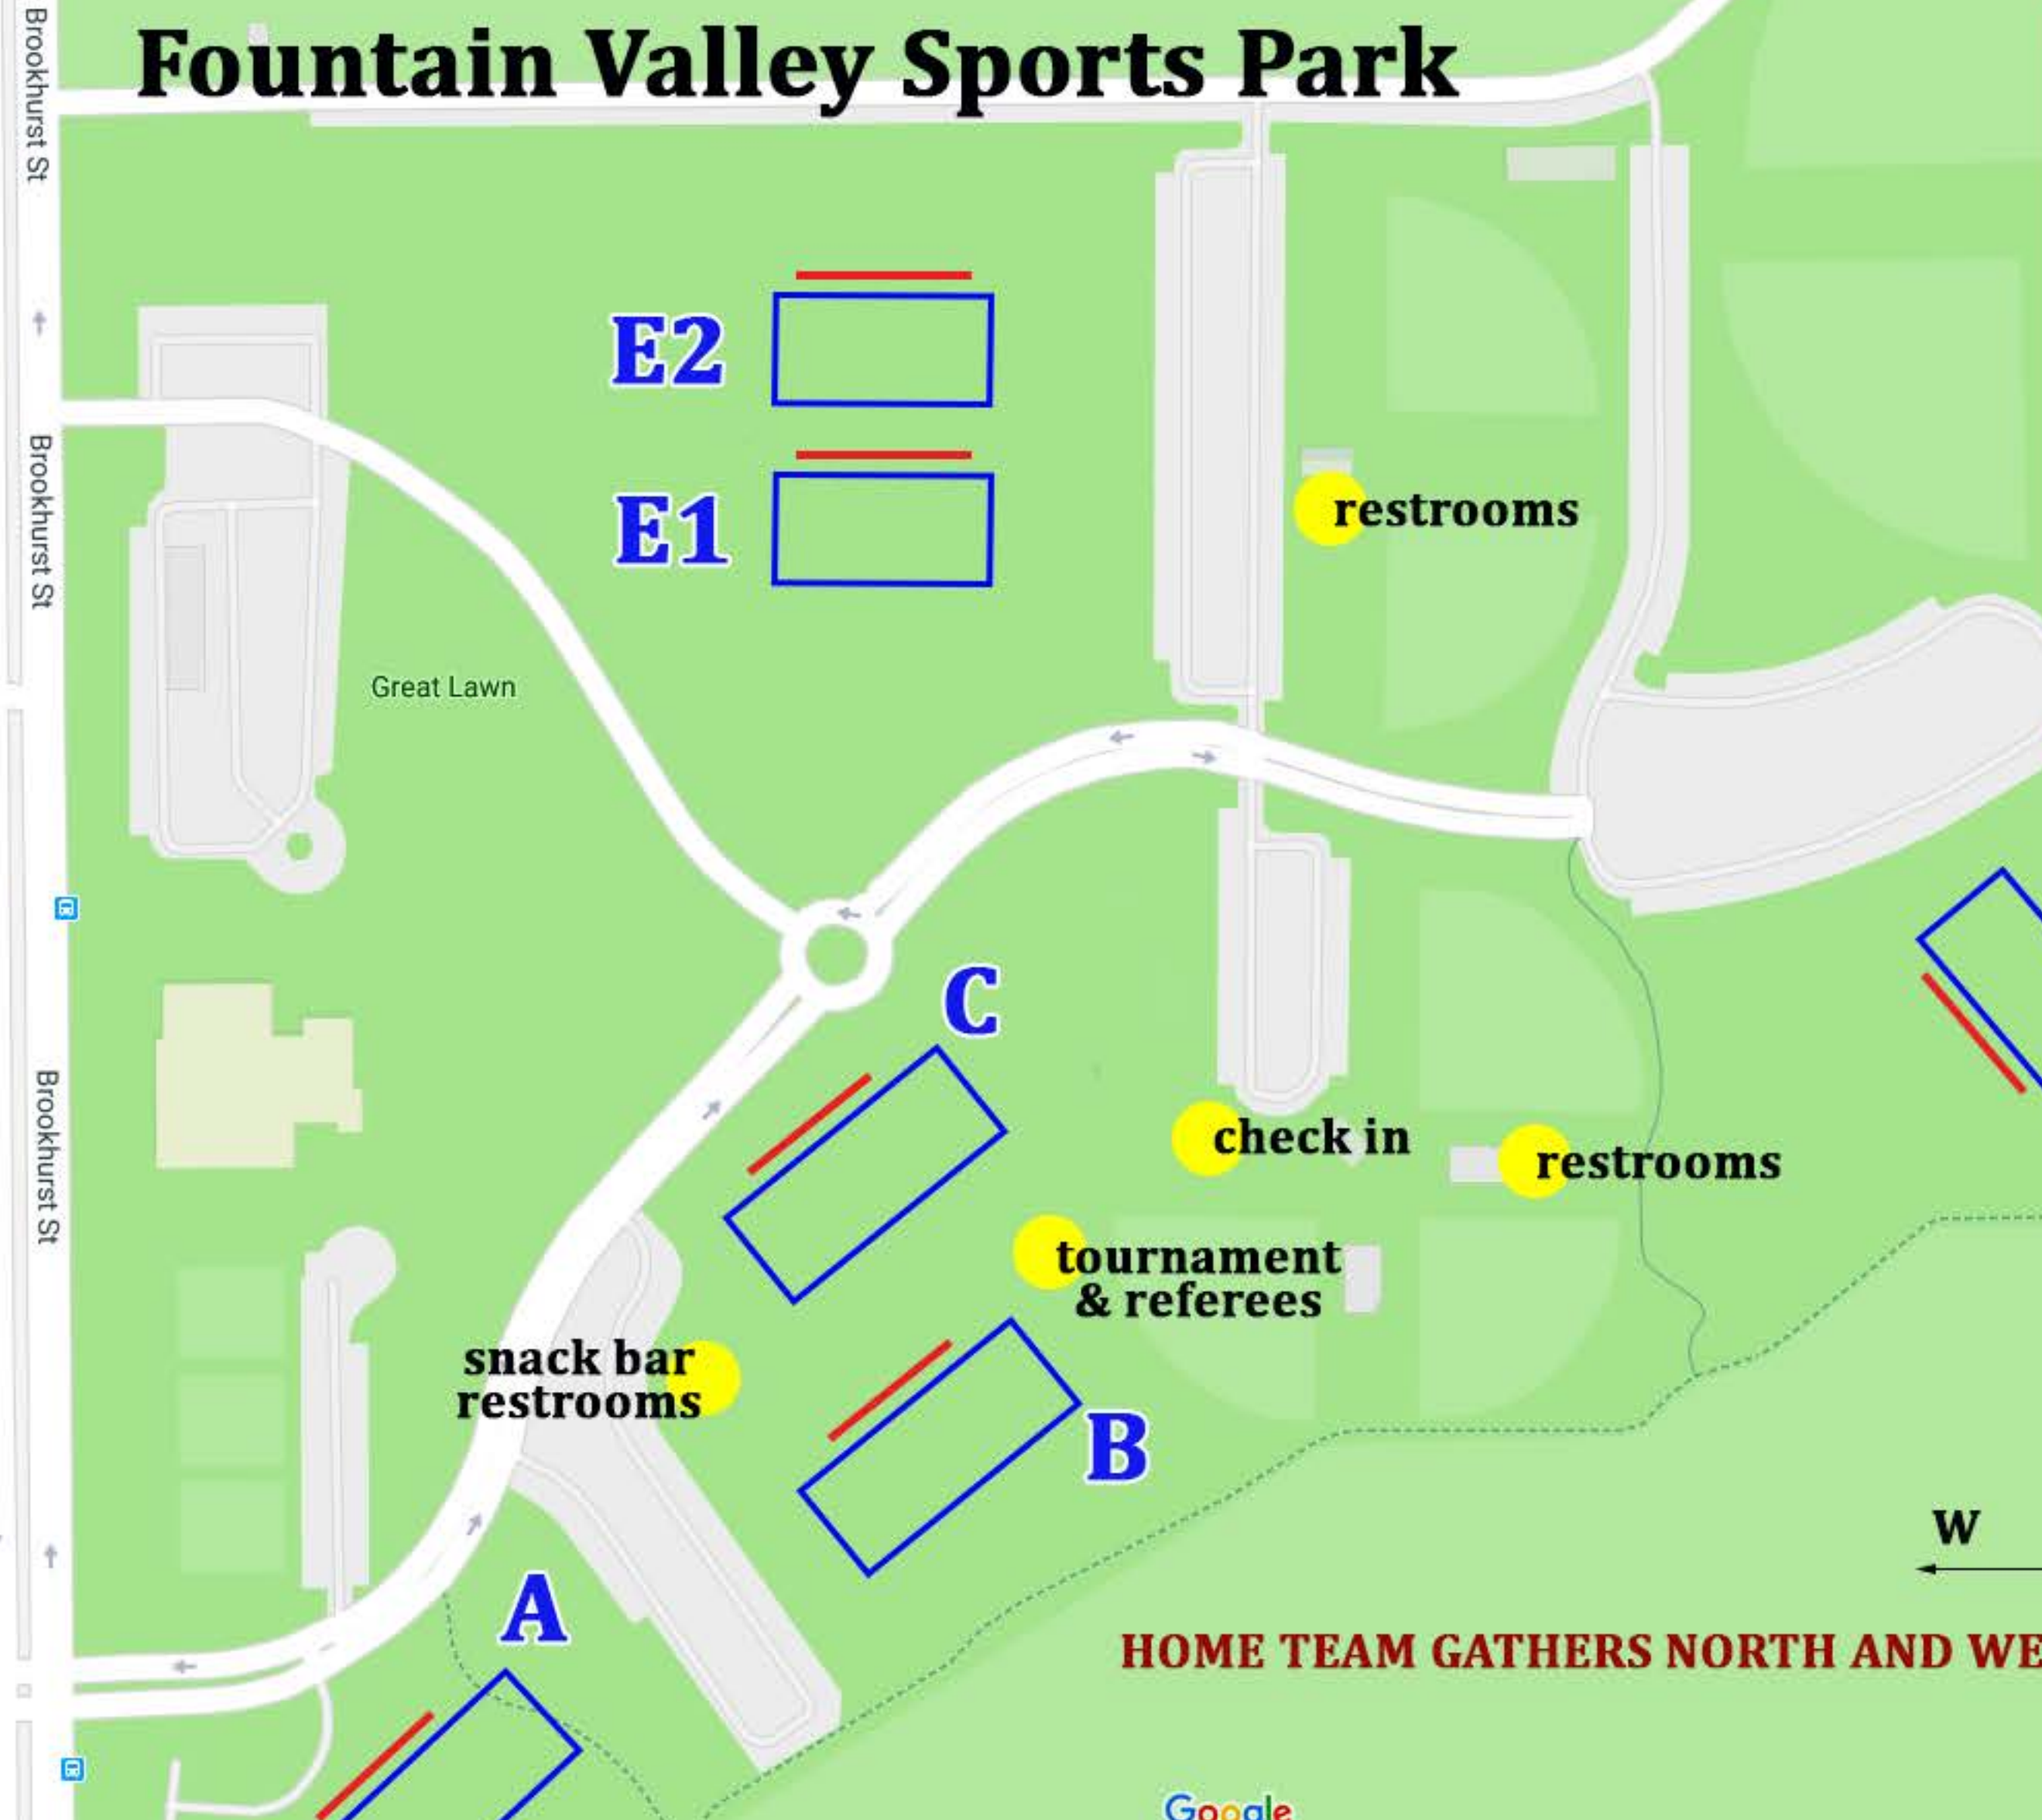 Fountain Valley Sports Park
Brookhurst St
E2
Brookhurst St
E1
restrooms
Great Lawn
C
Brookhurst St
check in
restrooms
tournament
& referees
snack bar
restrooms
B
W
A
HOME TEAM GATHERS NORTH AND WE
Google